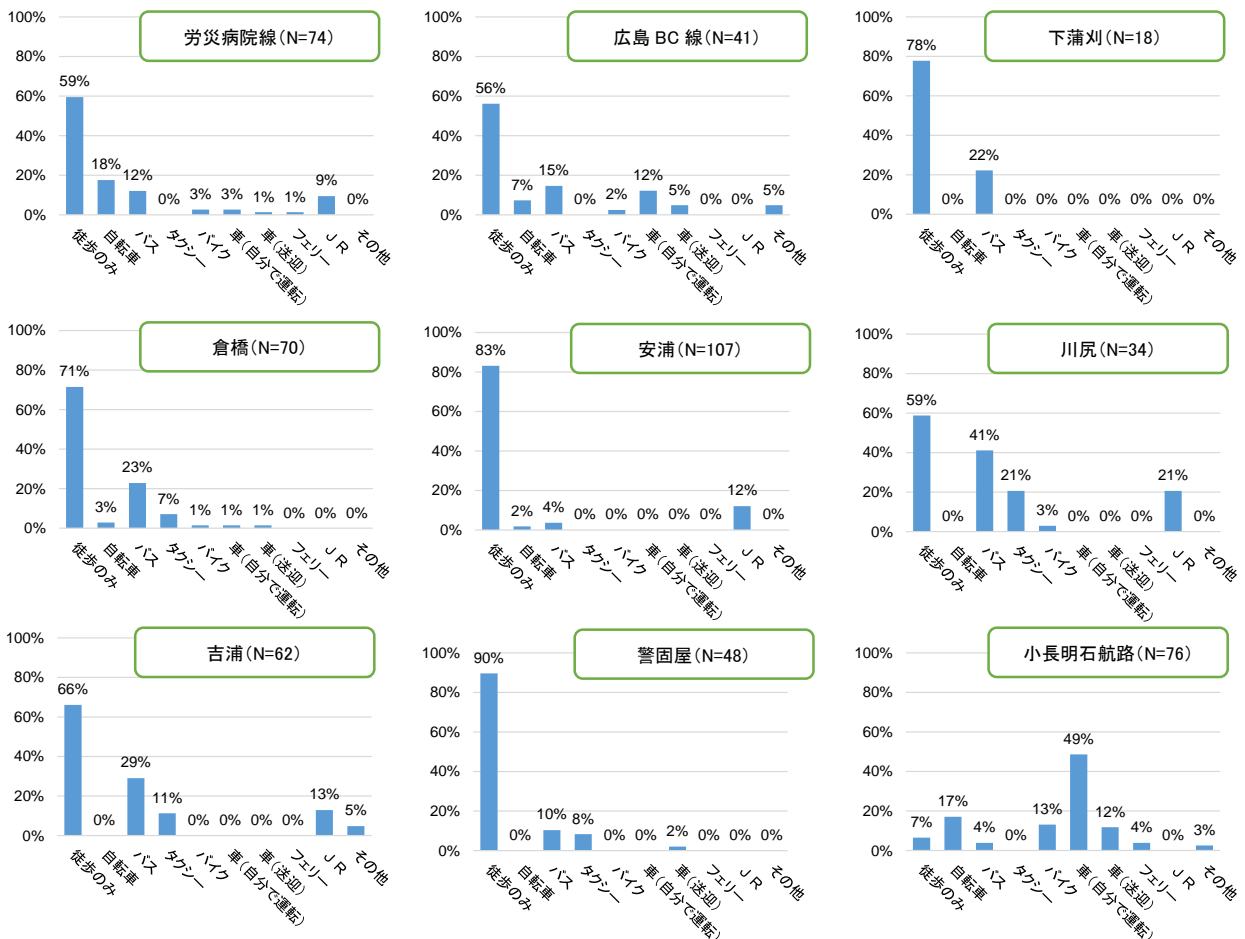 労災病院線(N=74)
100%
80%
60%
40%
20%
0%
59%
18%
12%
0%
3%
3%
1%
1%
9%
0%
徒歩のみ
自転車
バス
タクシー
バイク
車(自分で運転)
車(送迎)
フェリー
JR
その他
広島 BC 線(N=41)
100%
80%
60%
40%
20%
0%
56%
7%
15%
0%
2%
12%
5%
0%
0%
5%
徒歩のみ
自転車
バス
タクシー
バイク
車(自分で運転)
車(送迎)
フェリー
JR
その他
下蒲刈(N=18)
100%
80%
60%
40%
20%
0%
78%
0%
22%
0%
0%
0%
0%
0%
0%
0%
徒歩のみ
自転車
バス
タクシー
バイク
車(自分で運転)
車(送迎)
フェリー
JR
その他
倉橋(N=70)
100%
80%
60%
40%
20%
0%
71%
3%
23%
7%
1%
1%
1%
0%
0%
0%
徒歩のみ
自転車
バス
タクシー
バイク
車(自分で運転)
車(送迎)
フェリー
JR
その他
安浦(N=107)
100%
80%
60%
40%
20%
0%
83%
2%
4%
0%
0%
0%
0%
0%
12%
0%
徒歩のみ
自転車
バス
タクシー
バイク
車(自分で運転)
車(送迎)
フェリー
JR
その他
川尻(N=34)
100%
80%
60%
40%
20%
0%
59%
0%
41%
21%
3%
0%
0%
0%
21%
0%
徒歩のみ
自転車
バス
タクシー
バイク
車(自分で運転)
車(送迎)
フェリー
JR
その他
吉浦(N=62)
100%
80%
60%
40%
20%
0%
66%
0%
29%
11%
0%
0%
0%
0%
13%
5%
徒歩のみ
自転車
バス
タクシー
バイク
車(自分で運転)
車(送迎)
フェリー
JR
その他
警固屋(N=48)
100%
80%
60%
40%
20%
0%
90%
0%
10%
8%
0%
0%
2%
0%
0%
0%
徒歩のみ
自転車
バス
タクシー
バイク
車(自分で運転)
車(送迎)
フェリー
JR
その他
小長明石航路(N=76)
100%
80%
60%
40%
20%
0%
7%
17%
4%
0%
13%
49%
12%
4%
0%
3%
徒歩のみ
自転車
バス
タクシー
バイク
車(自分で運転)
車(送迎)
フェリー
JR
その他